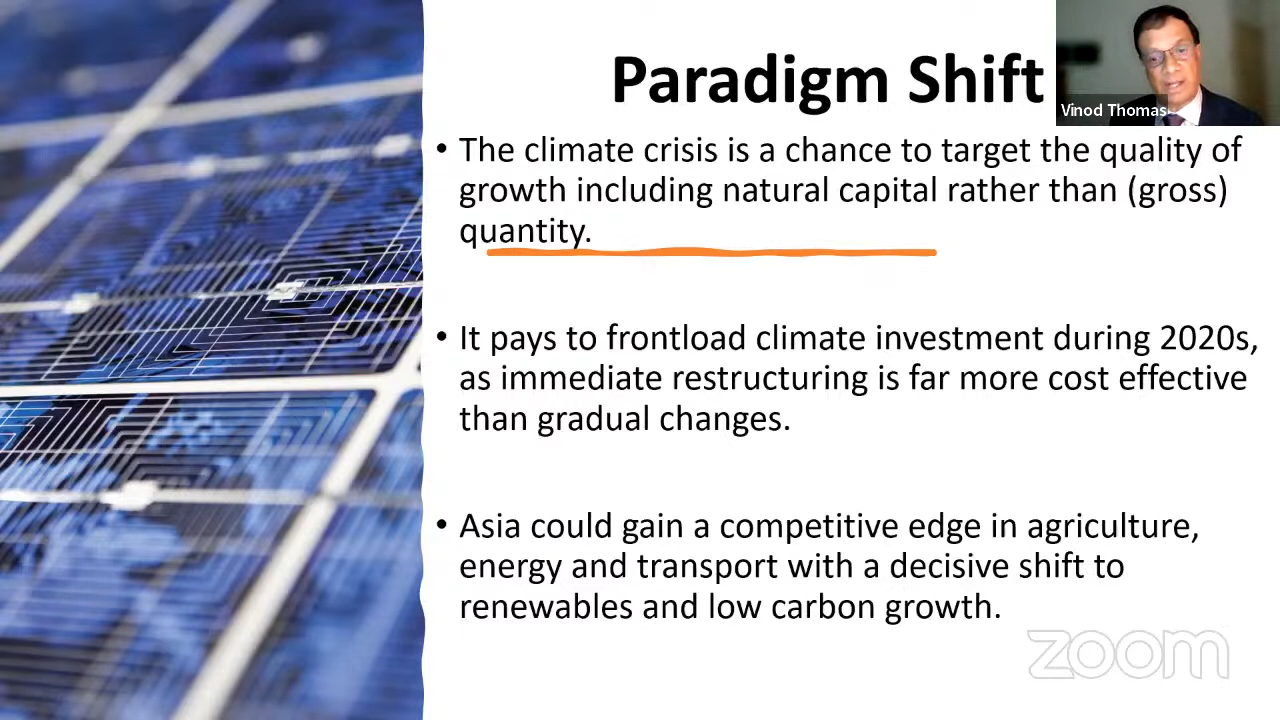 Paradigm Shift
Vinod Thomas
• The climate crisis is a chance to target the quality of
growth including natural capital rather than (gross)
quantity.
• It pays to frontload climate investment during 2020s,
as immediate restructuring is far more cost effective
than gradual changes.
• Asia could gain a competitive edge in agriculture,
energy and transport with a decisive shift to
renewables and low carbon growth.
zoom